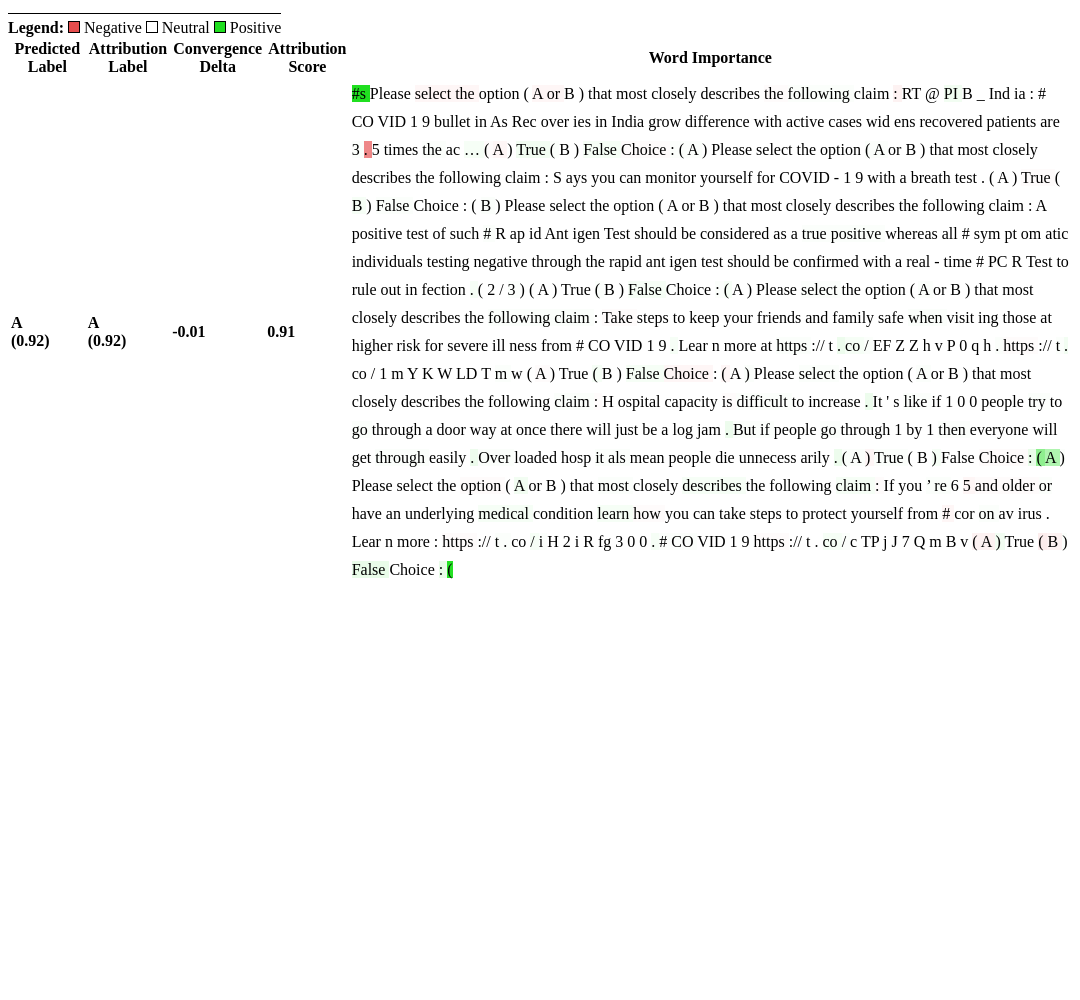 Legend: Negative Neutral Positive
Predicted Label Attribution Label Convergence Delta Attribution Score Word Importance
A (0.92) A (0.92) -0.01 0.91
#s Please select the option ( A or B ) that most closely describes the following claim : RT @ PI B _ Ind ia : #
CO VID 1 9 bullet in As Rec over ies in India grow difference with active cases wid ens recovered patients are
3 . 5 times the ac … ( A ) True ( B ) False Choice : ( A ) Please select the option ( A or B ) that most closely
describes the following claim : S ays you can monitor yourself for COVID - 1 9 with a breath test . ( A ) True (
B ) False Choice : ( B ) Please select the option ( A or B ) that most closely describes the following claim : A
positive test of such # R ap id Ant igen Test should be considered as a true positive whereas all # sym pt om atic
individuals testing negative through the rapid ant igen test should be confirmed with a real - time # PC R Test to
rule out in fection . ( 2 / 3 ) ( A ) True ( B ) False Choice : ( A ) Please select the option ( A or B ) that most
closely describes the following claim : Take steps to keep your friends and family safe when visit ing those at
higher risk for severe ill ness from # CO VID 1 9 . Lear n more at https :// t . co / EF Z Z h v P 0 q h . https :// t .
co / 1 m Y K W LD T m w ( A ) True ( B ) False Choice : ( A ) Please select the option ( A or B ) that most
closely describes the following claim : H ospital capacity is difficult to increase . It ' s like if 1 0 0 people try to
go through a door way at once there will just be a log jam . But if people go through 1 by 1 then everyone will
get through easily . Over loaded hosp it als mean people die unnecess arily . ( A ) True ( B ) False Choice : ( A )
Please select the option ( A or B ) that most closely describes the following claim : If you ’ re 6 5 and older or
have an underlying medical condition learn how you can take steps to protect yourself from # cor on av irus .
Lear n more : https :// t . co / i H 2 i R fg 3 0 0 . # CO VID 1 9 https :// t . co / c TP j J 7 Q m B v ( A ) True ( B )
False Choice : (